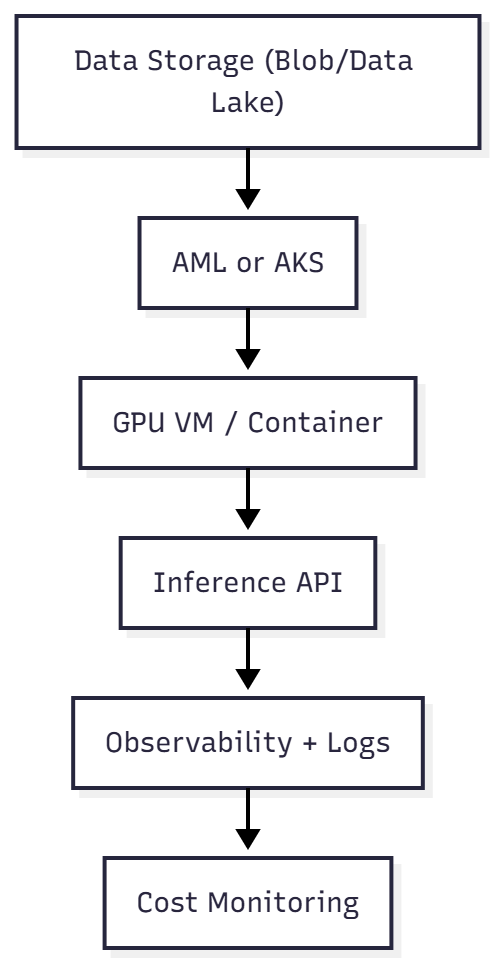 Data Storage (Blob/Data
Lake)
AML or AKS
GPU VM / Container
Inference API
Observability + Logs
Cost Monitoring